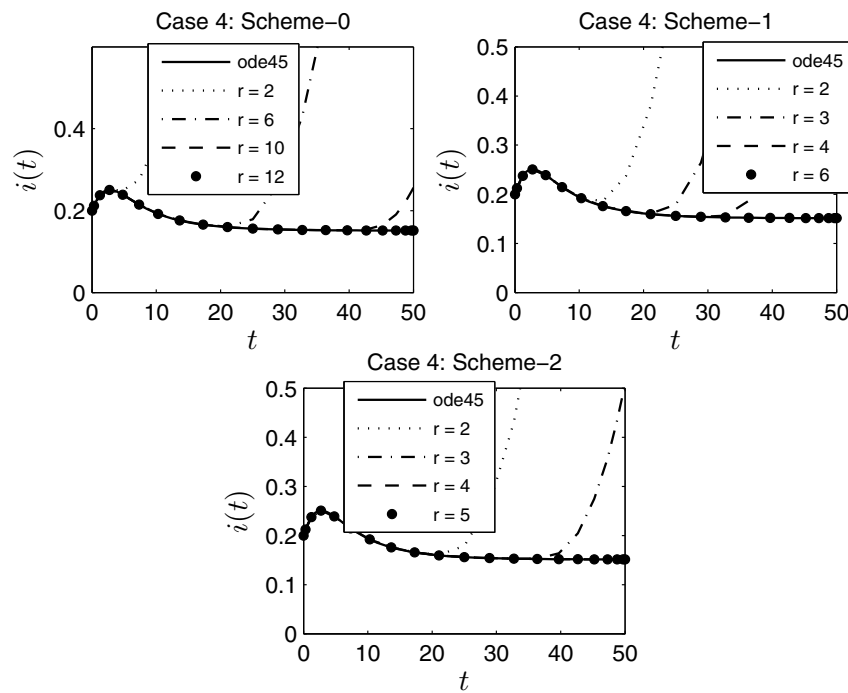 Case 4: Scheme−0
ode45
r = 2
r = 6
r = 10
r = 12
i(t)
0.4
0.2
0
0 10 20 30 40 50
t
Case 4: Scheme−1
ode45
r = 2
r = 3
r = 4
r = 6
i(t)
0.5
0.4
0.3
0.2
0.1
0
0 10 20 30 40 50
t
Case 4: Scheme−2
ode45
r = 2
r = 3
r = 4
r = 5
i(t)
0.5
0.4
0.3
0.2
0.1
0
0 10 20 30 40 50
t